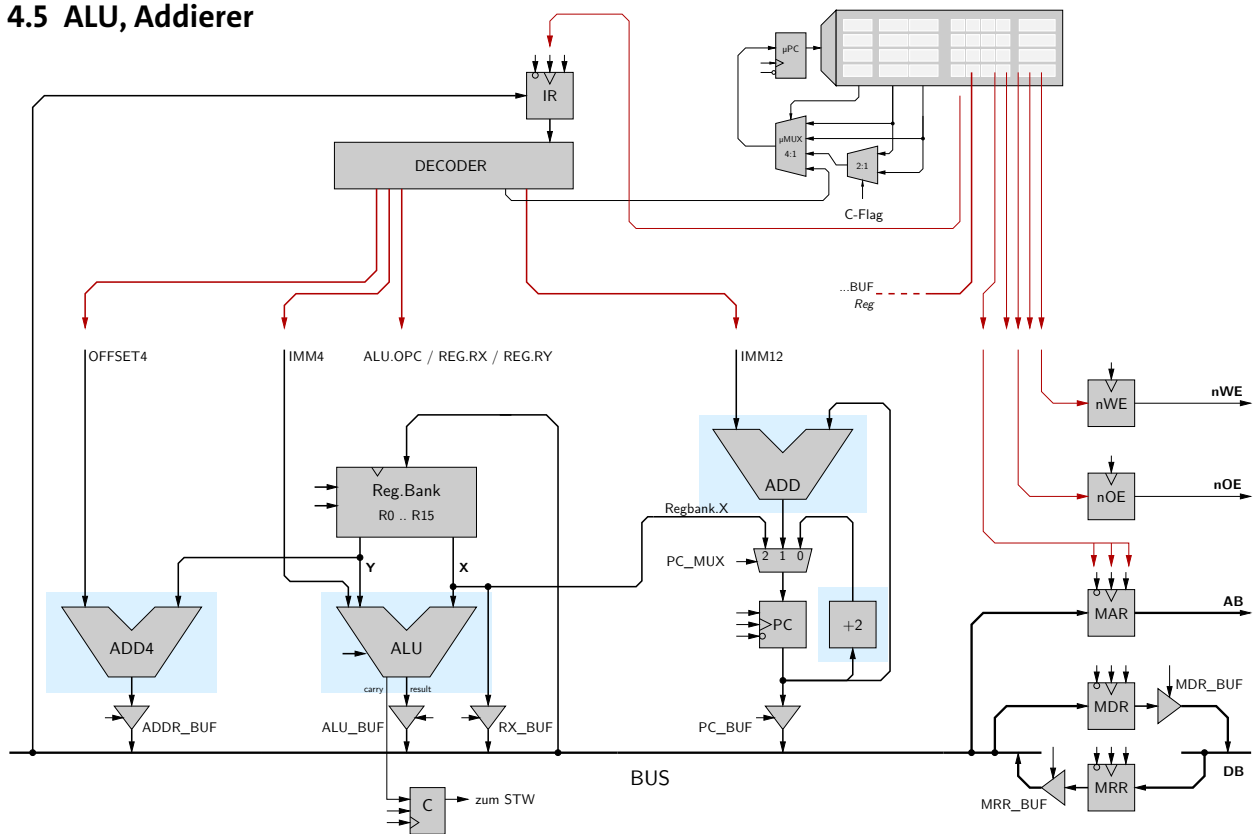 4.5 ALU, Addierer
µPC
IR
µMUX
4:1
2:1
DECODER
C-Flag
...BUF
Reg
OFFSET4
IMM4
ALU.OPC / REG.RX / REG.RY
IMM12
nWE
nWE
ADD
Reg.Bank
R0 .. R15
nOE
nOE
Regbank.X
2 1 0
PC_MUX
Y
X
MAR
AB
PC
+2
ADD4
ALU
carry
result
MDR_BUF
MDR
ADDR_BUF
ALU_BUF
RX_BUF
PC_BUF
BUS
DB
MRR
MRR_BUF
C
zum STW